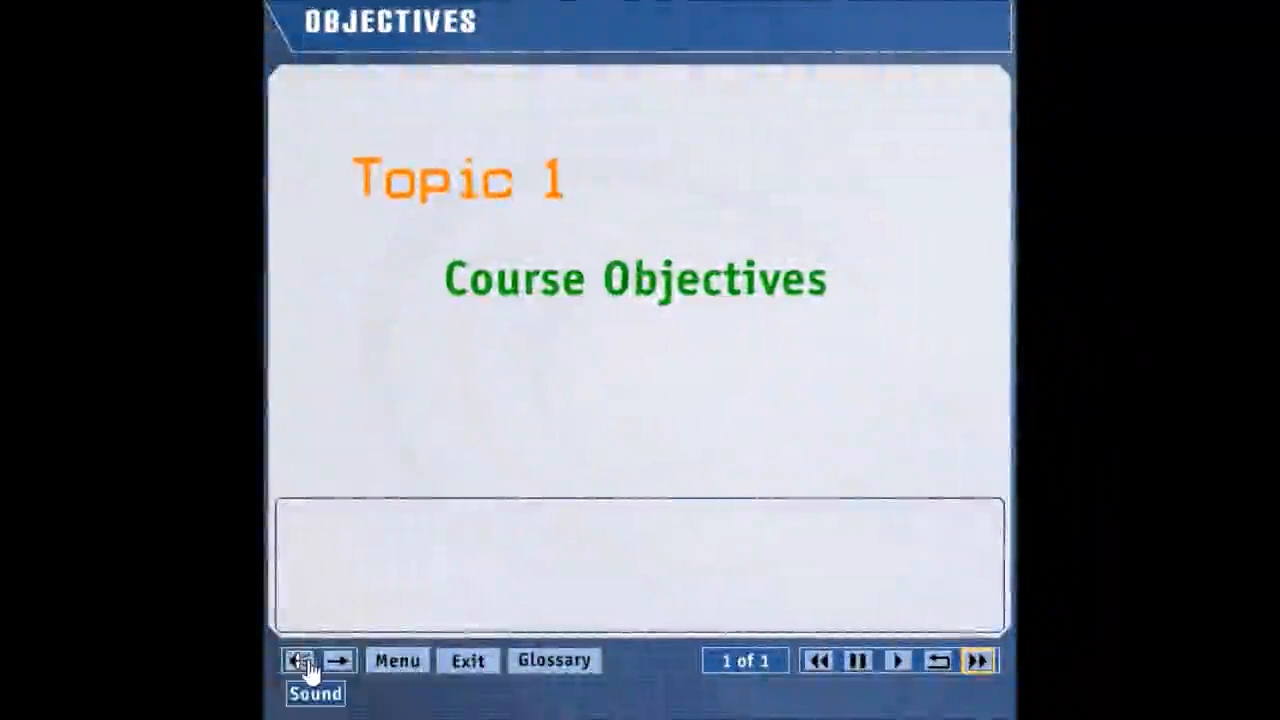 OBJECTIVES
Topic 1
Course Objectives
Menu Exit Glossary 1 of 1
Sound